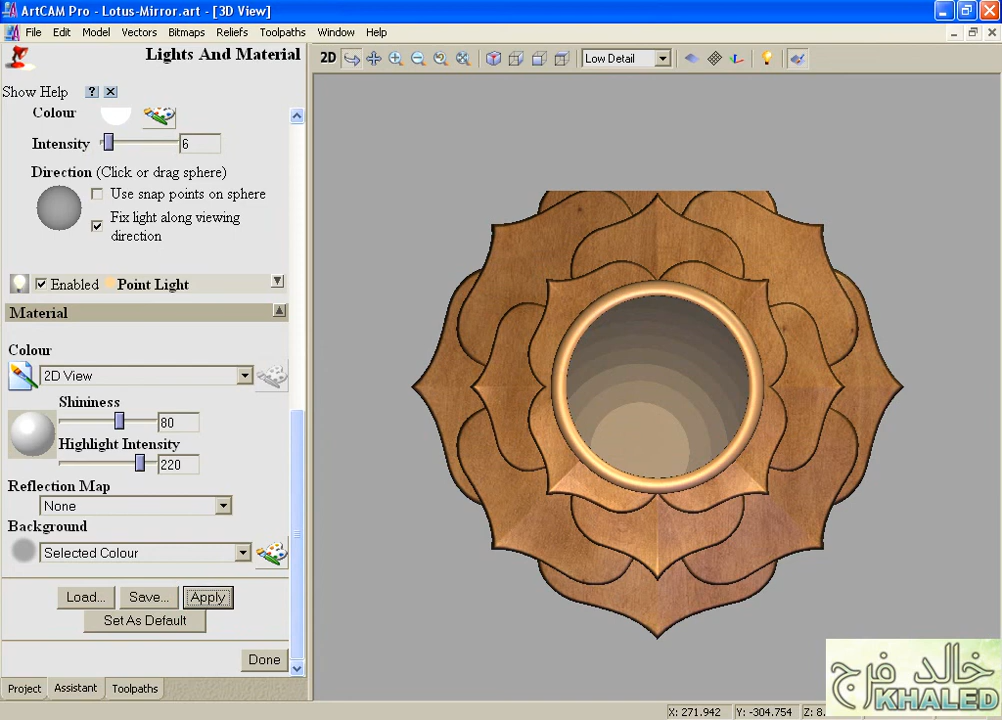 ArtCAM Pro - Lotus-Mirror.art - [3D View]
File Edit Model Vectors Bitmaps Reliefs Toolpaths Window Help
Lights And Material
2D
Low Detail
Show Help ? X
Colour
Intensity 6
Direction (Click or drag sphere)
Use snap points on sphere
Fix light along viewing
direction
Enabled Point Light
Material
Colour
2D View
Shininess
80
Highlight Intensity
220
Reflection Map
None
Background
Selected Colour
Load... Save... Apply
Set As Default
Done
Project Assistant Toolpaths
خالد فرج
KHALED
X: 271.942 Y: -304.754 Z: 8.